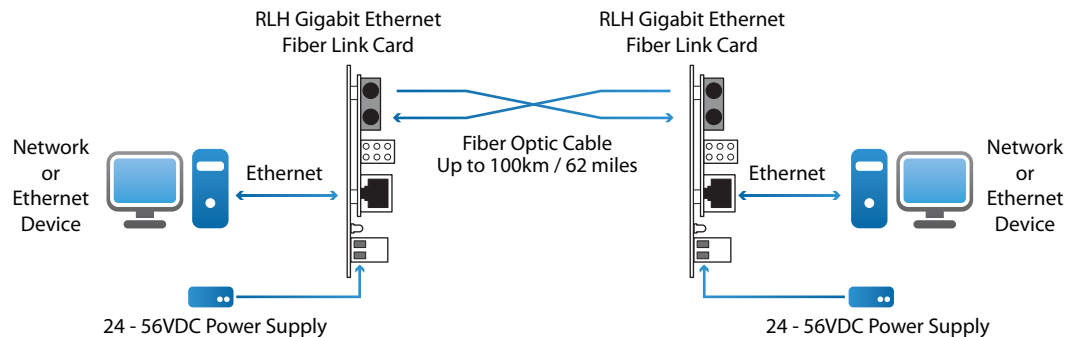 RLH Gigabit Ethernet
Fiber Link Card
RLH Gigabit Ethernet
Fiber Link Card
Fiber Optic Cable
Up to 100km / 62 miles
Network
or
Ethernet
Device
Ethernet
Ethernet
Network
or
Ethernet
Device
24 - 56VDC Power Supply
24 - 56VDC Power Supply